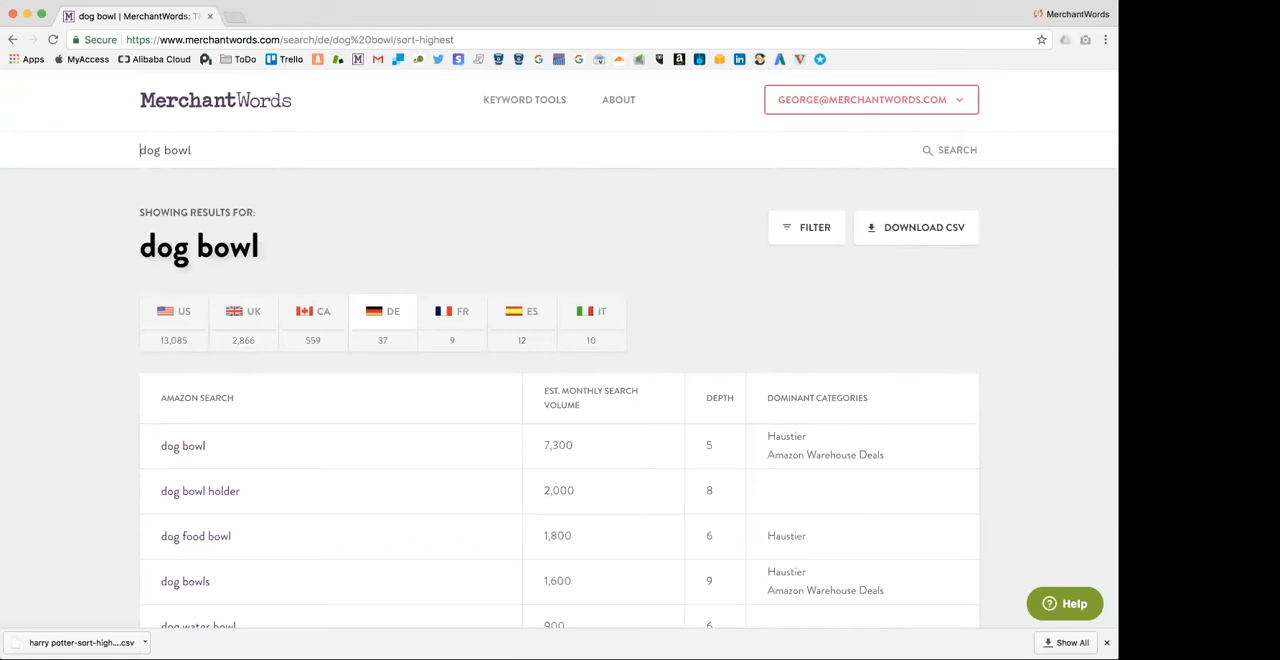 dog bowl | MerchantWords: T
MerchantWords
Secure https://www.merchantwords.com/search/de/dog%20bowl/sort-highest
Apps MyAccess Alibaba Cloud ToDo Trello
MerchantWords KEYWORD TOOLS ABOUT GEORGE@MERCHANTWORDS.COM
dog bowl SEARCH
SHOWING RESULTS FOR:
dog bowl
FILTER DOWNLOAD CSV
US UK CA DE FR ES IT
13,085 2,866 559 37 9 12 10
AMAZON SEARCH EST. MONTHLY SEARCH VOLUME DEPTH DOMINANT CATEGORIES
dog bowl 7,300 5 Haustier
Amazon Warehouse Deals
dog bowl holder 2,000 8
dog food bowl 1,800 6 Haustier
dog bowls 1,600 9 Haustier
Amazon Warehouse Deals
dog water bowl 900 6
Help
harry potter-sort-high....csv Show All